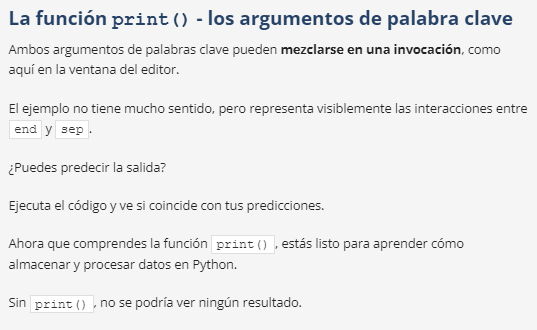 La función print() - los argumentos de palabra clave
Ambos argumentos de palabras clave pueden mezclarse en una invocación, como
aquí en la ventana del editor.
El ejemplo no tiene mucho sentido, pero representa visiblemente las interacciones entre
end y sep.
¿Puedes predecir la salida?
Ejecuta el código y ve si coincide con tus predicciones.
Ahora que comprendes la función print(), estás listo para aprender cómo
almacenar y procesar datos en Python.
Sin print(), no se podría ver ningún resultado.